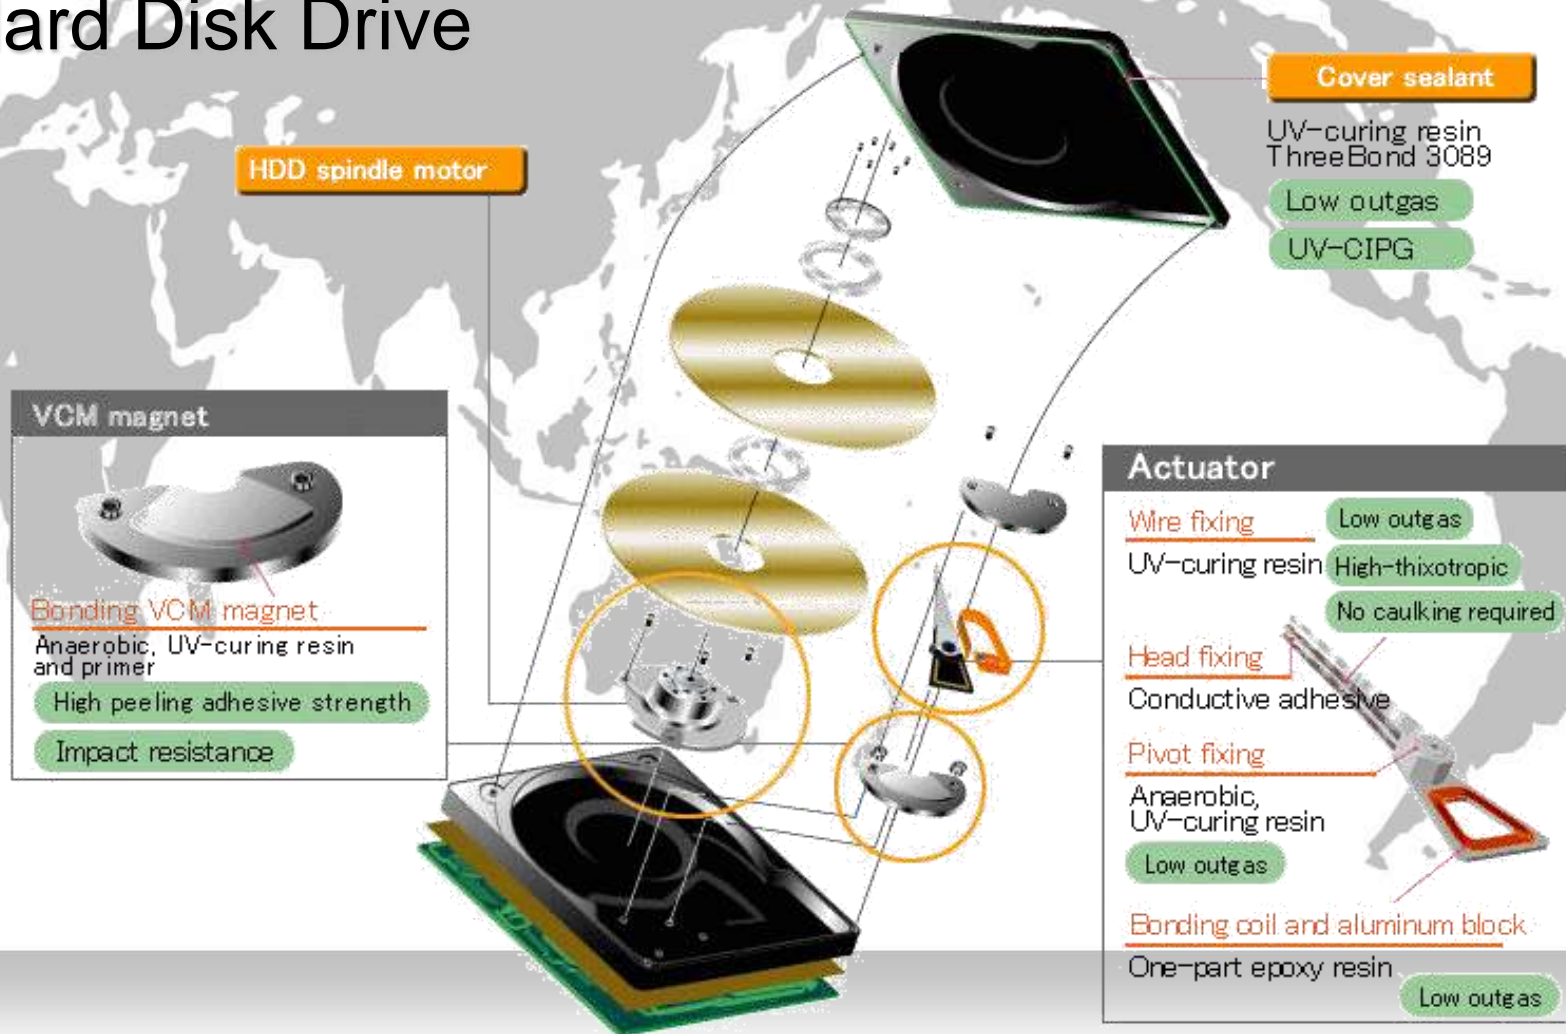 ard Disk Drive
Cover sealant
UV-curing resin
ThreeBond 3089
Low outgas
UV-CIPG
HDD spindle motor
VCM magnet
Bonding VCM magnet
Anaerobic, UV-curing resin
and primer
High peeling adhesive strength
Impact resistance
Actuator
Wire fixing
Low outgas
UV-curing resin
High-thixotropic
No caulking required
Head fixing
Conductive adhesive
Pivot fixing
Anaerobic,
UV-curing resin
Low outgas
Bonding coil and aluminum block
One-part epoxy resin
Low outgas